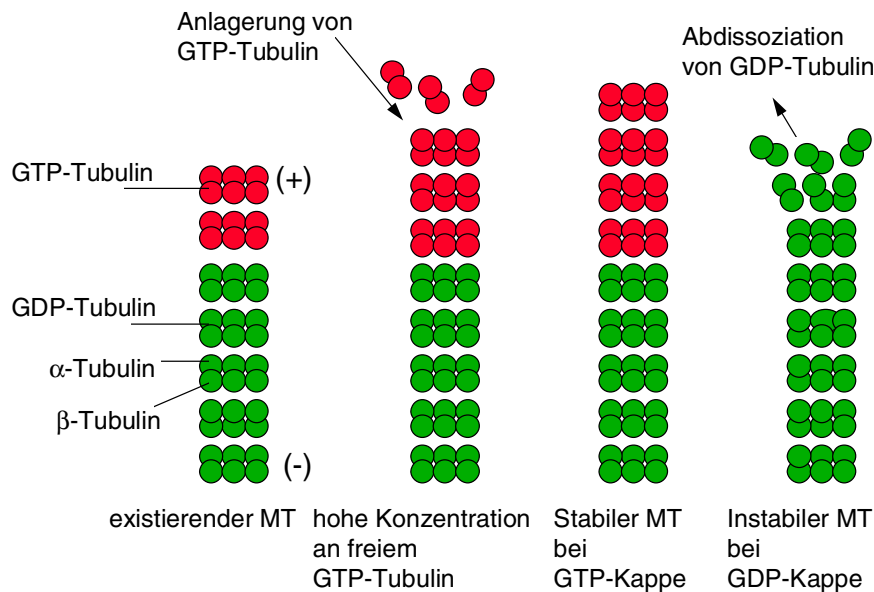 Anlagerung von
GTP-Tubulin
Abdissoziation
von GDP-Tubulin
GTP-Tubulin
(+)
GDP-Tubulin
α-Tubulin
β-Tubulin
(-)
existierender MT
hohe Konzentration
an freiem
GTP-Tubulin
Stabiler MT
bei
GTP-Kappe
Instabiler MT
bei
GDP-Kappe